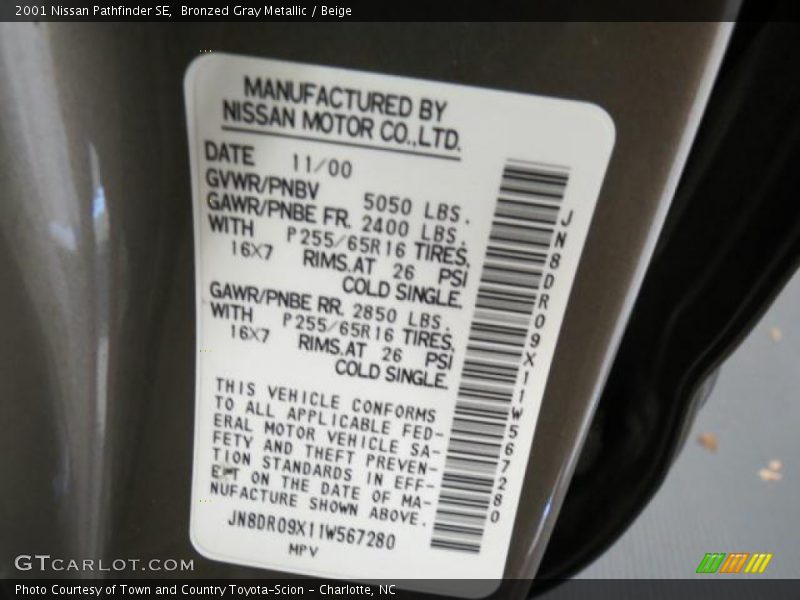 2001 Nissan Pathfinder SE,  Bronzed Gray Metallic / Beige
MANUFACTURED BY
NISSAN MOTOR CO.,LTD.
DATE 11/00
GVWR/PNBV 5050 LBS.
GAWR/PNBE FR. 2400 LBS.
WITH P255/65R16 TIRES,
16X7 RIMS.AT 26 PSI
COLD SINGLE.
GAWR/PNBE RR. 2850 LBS.
WITH P255/65R16 TIRES,
16X7 RIMS.AT 26 PSI
COLD SINGLE.
THIS VEHICLE CONFORMS
TO ALL APPLICABLE FED-
ERAL MOTOR VEHICLE SA-
FETY AND THEFT PREVEN-
TION STANDARDS IN EFF-
ECT ON THE DATE OF MA-
NUFACTURE SHOWN ABOVE.
JN8DR09X11W567280
MPV
JN8DR09X11W567280
GTCARLOT.COM
Photo Courtesy of Town and Country Toyota-Scion - Charlotte, NC